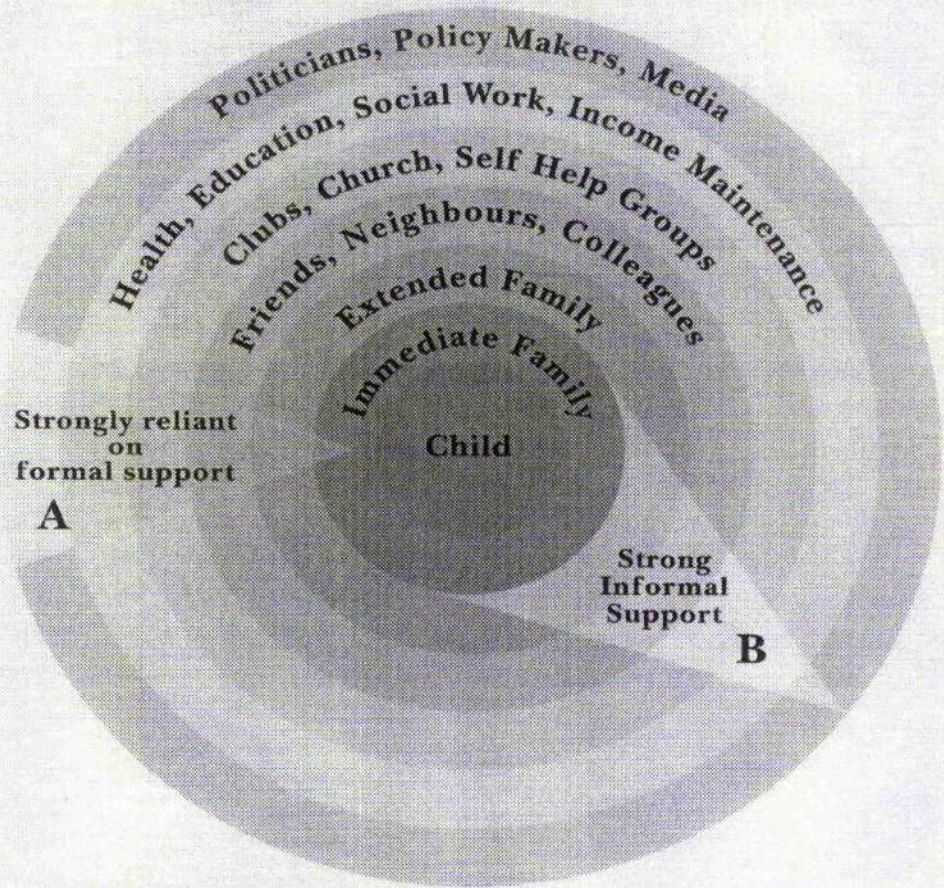 Politicians, Policy Makers, Media
Health, Education, Social Work, Income Maintenance
Clubs, Church, Self Help Groups
Friends, Neighbours, Colleagues
Extended Family
Immediate Family
Child
Strongly reliant
on
formal support
A
Strong
Informal
Support
B